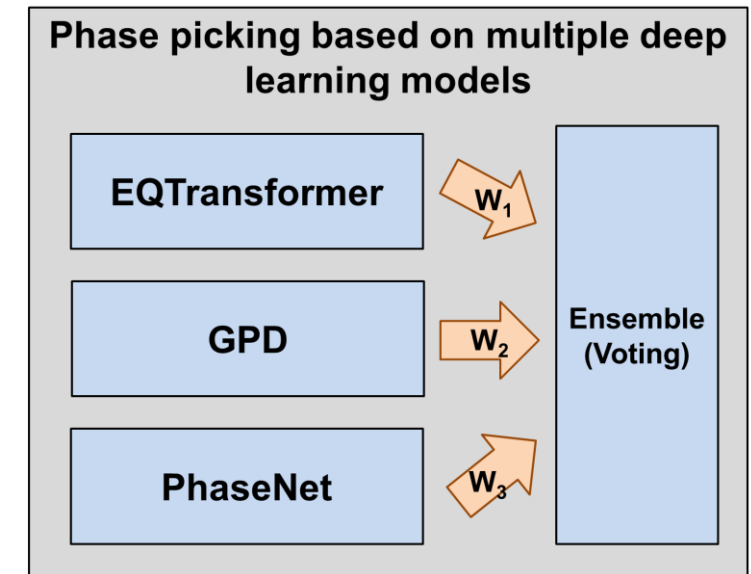 Phase picking based on multiple deep
learning models
EQTransformer
W₁
GPD
W₂
PhaseNet
W₃
Ensemble
(Voting)